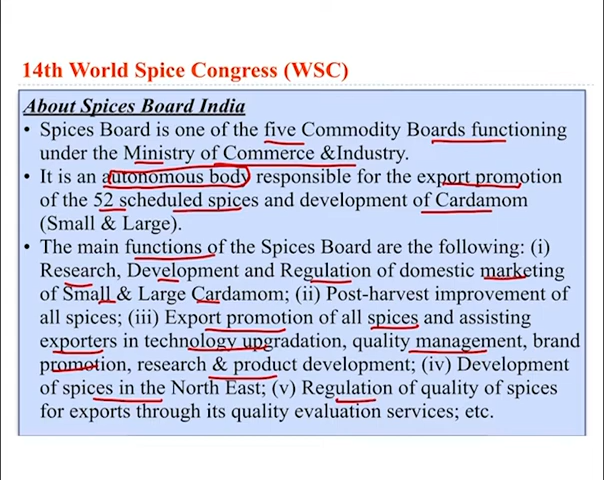 14th World Spice Congress (WSC)
About Spices Board India
• Spices Board is one of the five Commodity Boards functioning
under the Ministry of Commerce &Industry.
• It is an autonomous body responsible for the export promotion
of the 52 scheduled spices and development of Cardamom
(Small & Large).
• The main functions of the Spices Board are the following: (i)
Research, Development and Regulation of domestic marketing
of Small & Large Cardamom; (ii) Post-harvest improvement of
all spices; (iii) Export promotion of all spices and assisting
exporters in technology upgradation, quality management, brand
promotion, research & product development; (iv) Development
of spices in the North East; (v) Regulation of quality of spices
for exports through its quality evaluation services; etc.